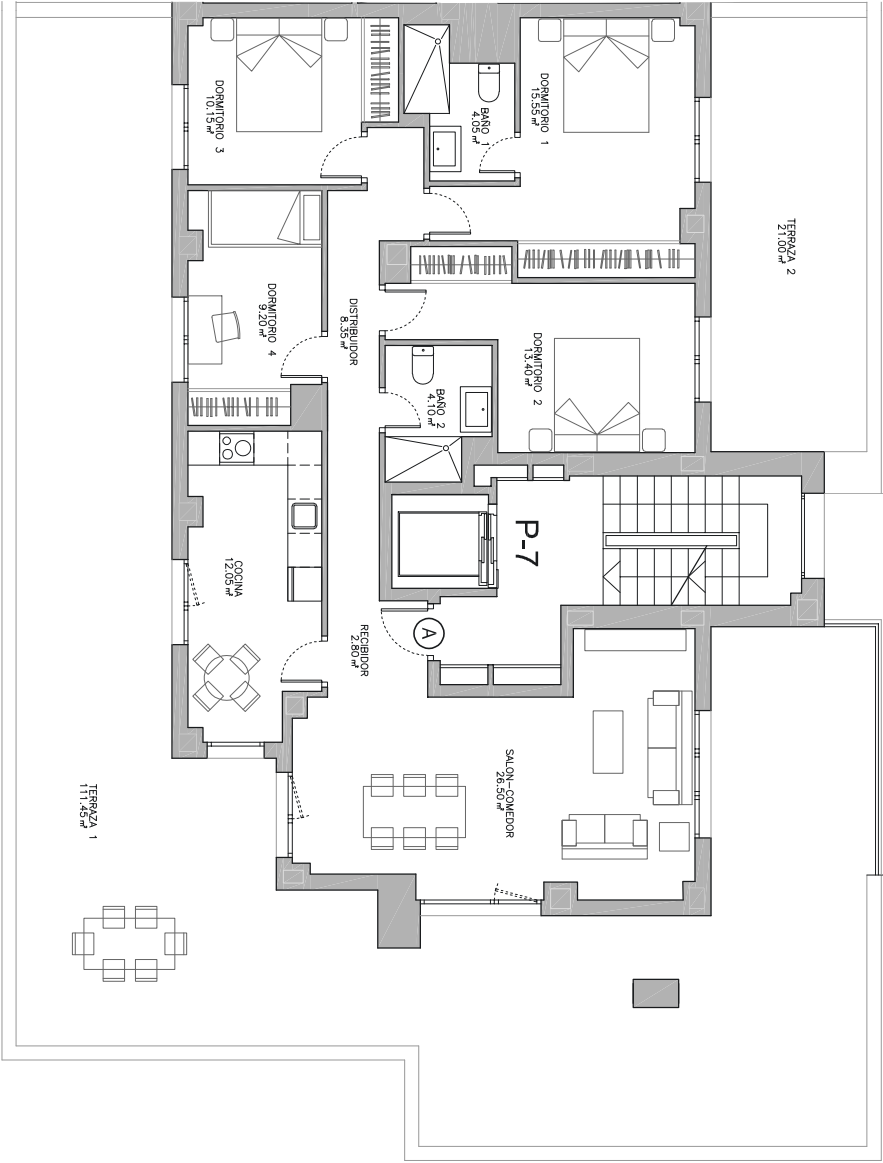 DORMITORIO 3
10.15 m²
BAÑO 1
4.05 m²
DORMITORIO 1
15.55 m²
TERRAZA 2
21.00 m²
DORMITORIO 4
9.20 m²
DISTRIBUIDOR
8.35 m²
DORMITORIO 2
13.40 m²
BAÑO 2
4.10 m²
P-7
COCINA
12.05 m²
RECIBIDOR
2.80 m²
A
SALON-COMEDOR
26.50 m²
TERRAZA 1
111.45 m²